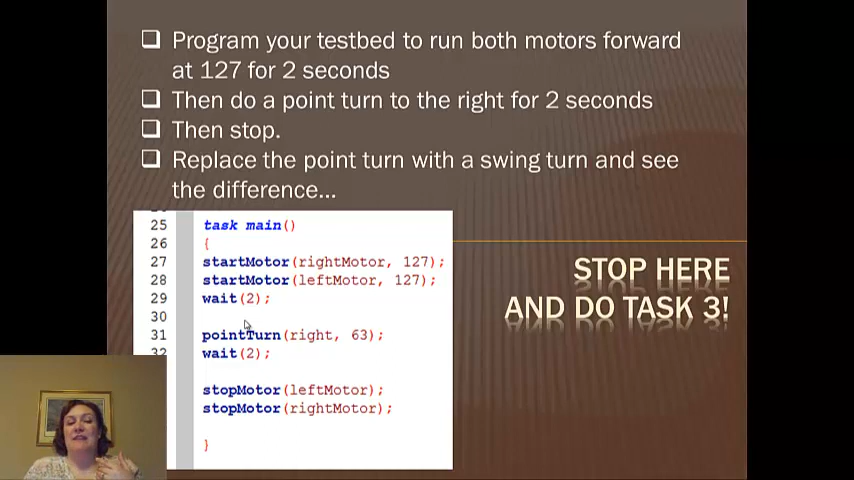 Program your testbed to run both motors forward
at 127 for 2 seconds
Then do a point turn to the right for 2 seconds
Then stop.
Replace the point turn with a swing turn and see
the difference...
25 task main()
26 {
27 startMotor(rightMotor, 127);
28 startMotor(leftMotor, 127);
29 wait(2);
30
31 pointTurn(right, 63);
32 wait(2);
stopMotor(leftMotor);
stopMotor(rightMotor);
}
STOP HERE
AND DO TASK 3!